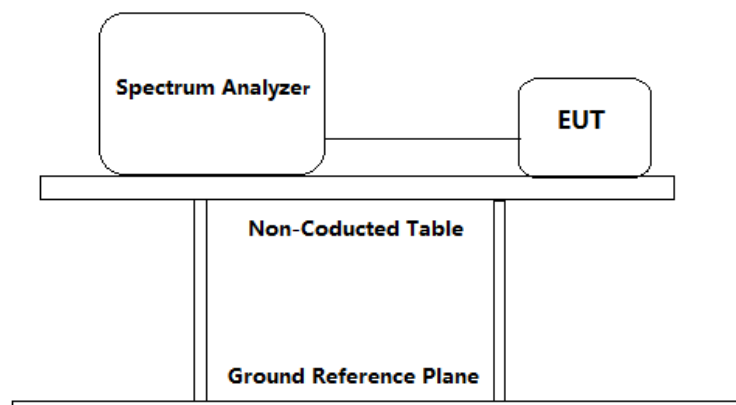 Spectrum Analyzer
EUT
Non-Coducted Table
Ground Reference Plane